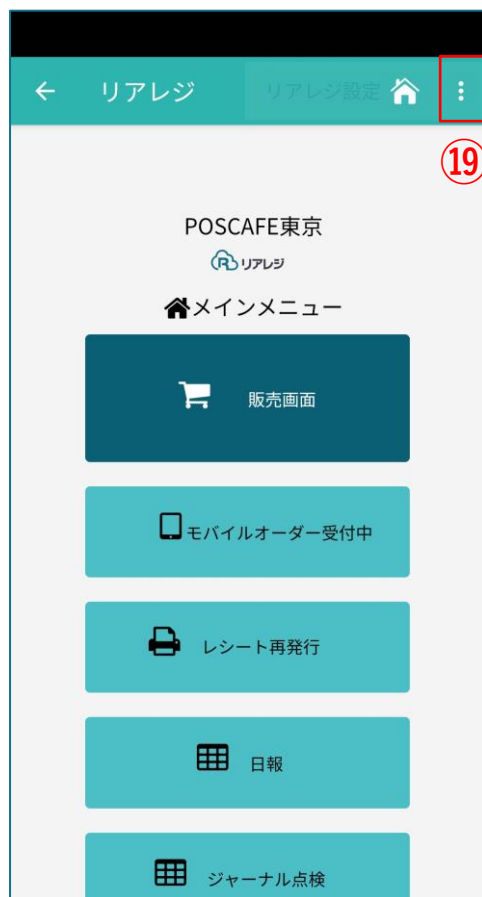 リアレジ リアレジ設定
⑲
POSCAFE東京
R リアレジ
メインメニュー
販売画面
モバイルオーダー受付中
レシート再発行
日報
ジャーナル点検